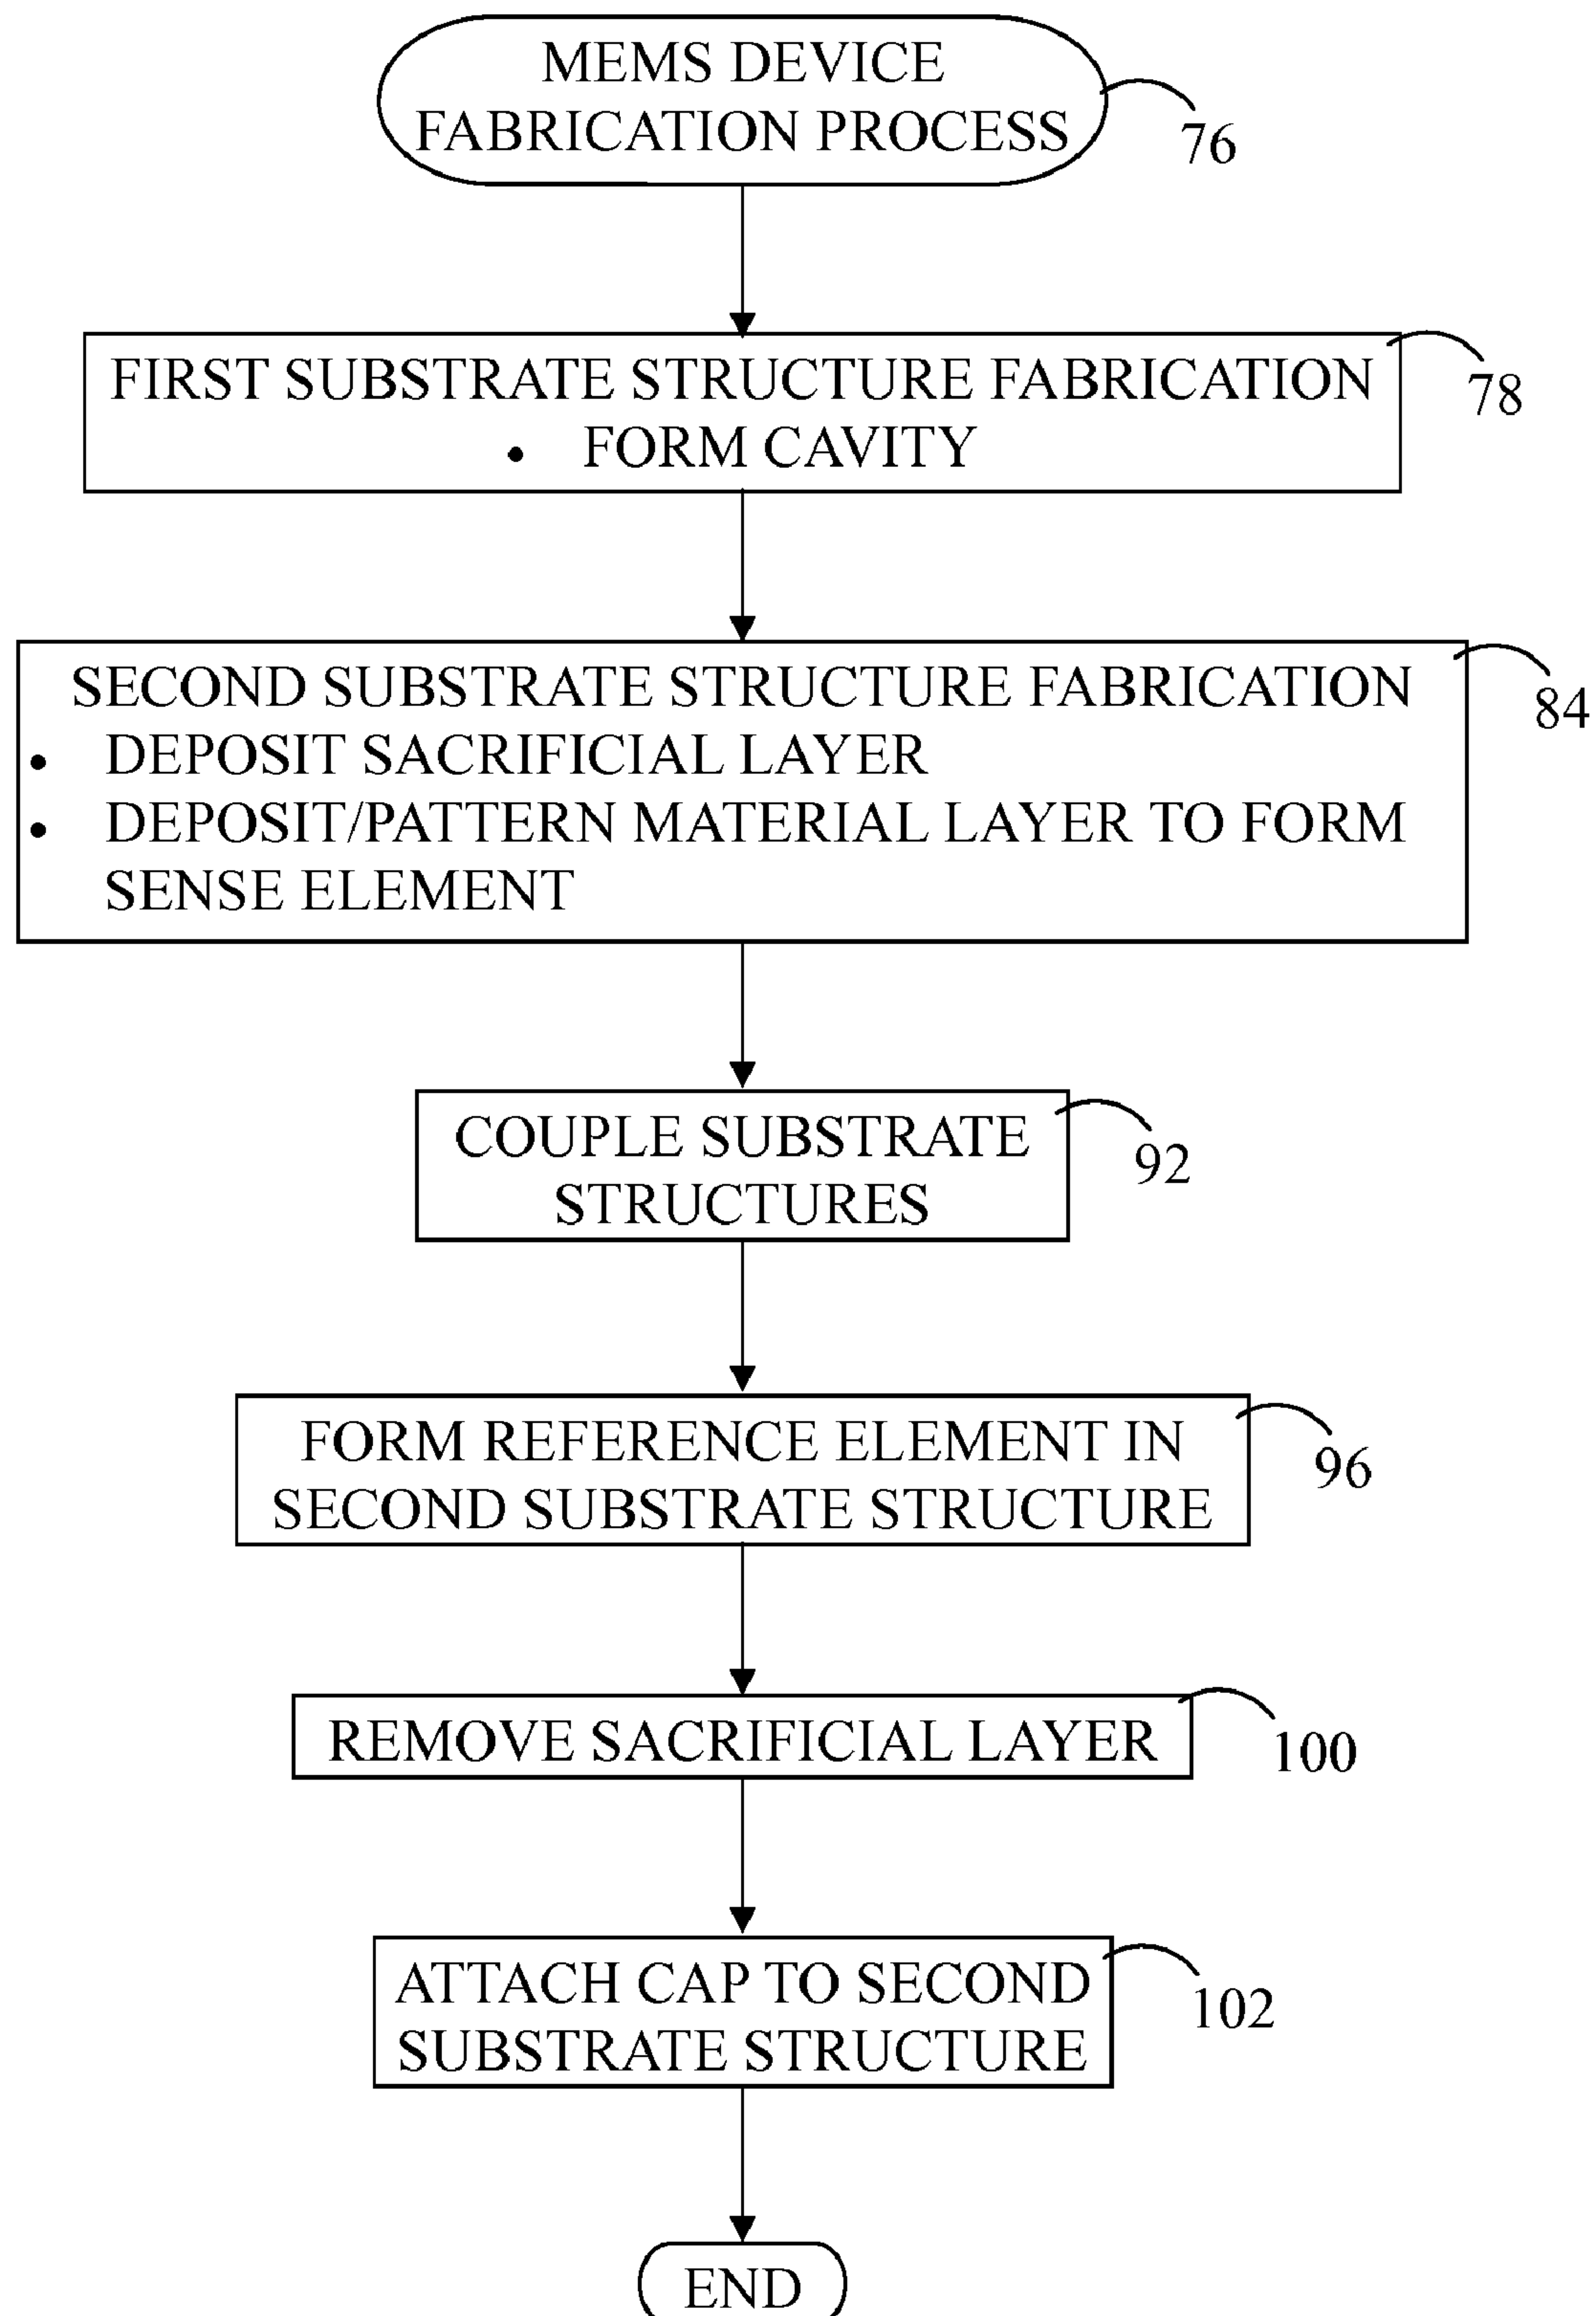 MEMS DEVICE
FABRICATION PROCESS
76
FIRST SUBSTRATE STRUCTURE FABRICATION
• FORM CAVITY
78
SECOND SUBSTRATE STRUCTURE FABRICATION
• DEPOSIT SACRIFICIAL LAYER
• DEPOSIT/PATTERN MATERIAL LAYER TO FORM
SENSE ELEMENT
84
COUPLE SUBSTRATE
STRUCTURES
92
FORM REFERENCE ELEMENT IN
SECOND SUBSTRATE STRUCTURE
96
REMOVE SACRIFICIAL LAYER
100
ATTACH CAP TO SECOND
SUBSTRATE STRUCTURE
102
END